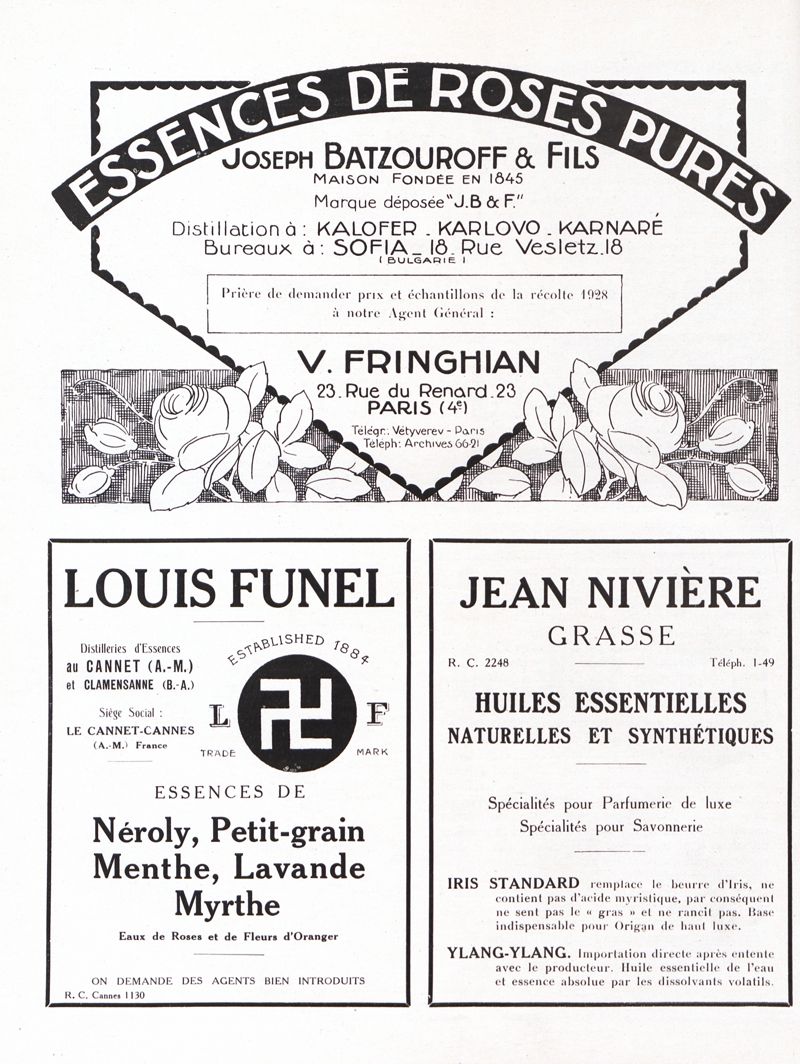 ESSENCES DE ROSES PURES
JOSEPH BATZOUROFF & FILS
MAISON FONDÉE EN 1845
Marque déposée "J.B & F."
Distillation à : KALOFER _ KARLOVO _ KARNARÉ
Bureaux à : SOFIA _ 18. Rue Vesletz.18
( BULGARIE )
Prière de demander prix et échantillons de la récolte 1928
à notre Agent Général :
V. FRINGHIAN
23. Rue du Renard. 23
PARIS (4e)
Télégr.: Vétyverev - Paris
Téléph: Archives 66-21
LOUIS FUNEL
Distilleries d'Essences
au CANNET (A.-M.)
et CLAMENSANNE (B.-A.)
Siège Social :
LE CANNET-CANNES
(A.-M.) France
ESTABLISHED 1884
L F
TRADE MARK
ESSENCES DE
Néroly, Petit-grain
Menthe, Lavande
Myrthe
Eaux de Roses et de Fleurs d'Oranger
ON DEMANDE DES AGENTS BIEN INTRODUITS
R. C. Cannes 1130
JEAN NIVIÈRE
GRASSE
R. C. 2248 Téléph. 1-49
HUILES ESSENTIELLES
NATURELLES ET SYNTHÉTIQUES
Spécialités pour Parfumerie de luxe
Spécialités pour Savonnerie
IRIS STANDARD remplace le beurre d'Iris, ne
contient pas d'acide myristique, par conséquent
ne sent pas le « gras » et ne rancit pas. Base
indispensable pour Origan de haut luxe.
YLANG-YLANG. Importation directe après entente
avec le producteur. Huile essentielle de l'eau
et essence absolue par les dissolvants volatils.